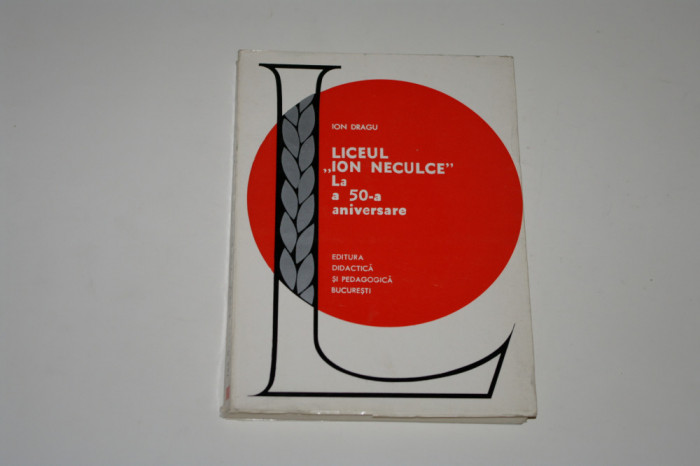 ION DRAGU
LICEUL
„ION NECULCE”
La
a 50-a
aniversare
EDITURA
DIDACTICĂ
ȘI PEDAGOGICĂ
BUCUREȘTI